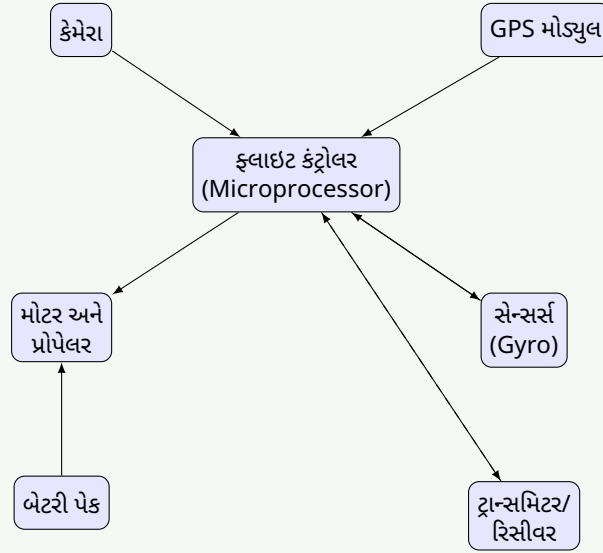 કેમેરા
GPS મોડ્યુલ
ફ્લાઇટ કંટ્રોલર
(Microprocessor)
મોટર અને
પ્રોપેલર
સેન્સર્સ
(Gyro)
બેટરી પેક
ટ્રાન્સમિટર/
રિસીવર